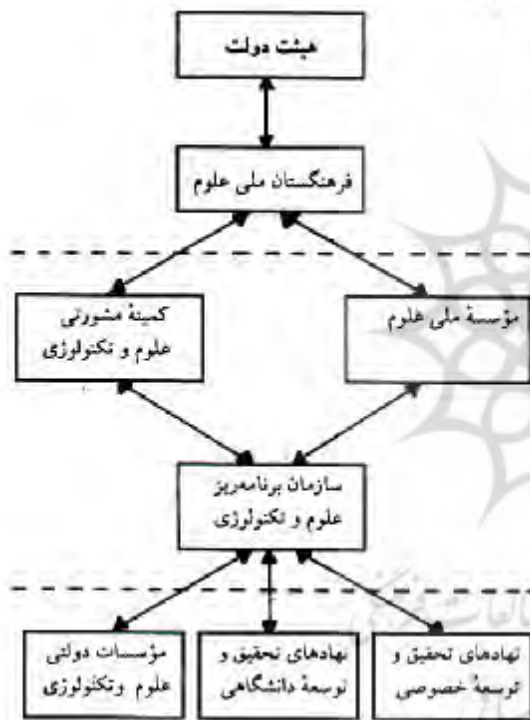 هیئت دولت
فرهنگستان ملی علوم
مؤسسهٔ ملی علوم
کمیتهٔ مشورتی
علوم و تکنولوژی
سازمان برنامه‌ریز
علوم و تکنولوژی
نهادهای تحقیق و
توسعهٔ خصوصی
نهادهای تحقیق و
توسعهٔ دانشگاهی
مؤسسات دولتی
علوم وتکنولوژی